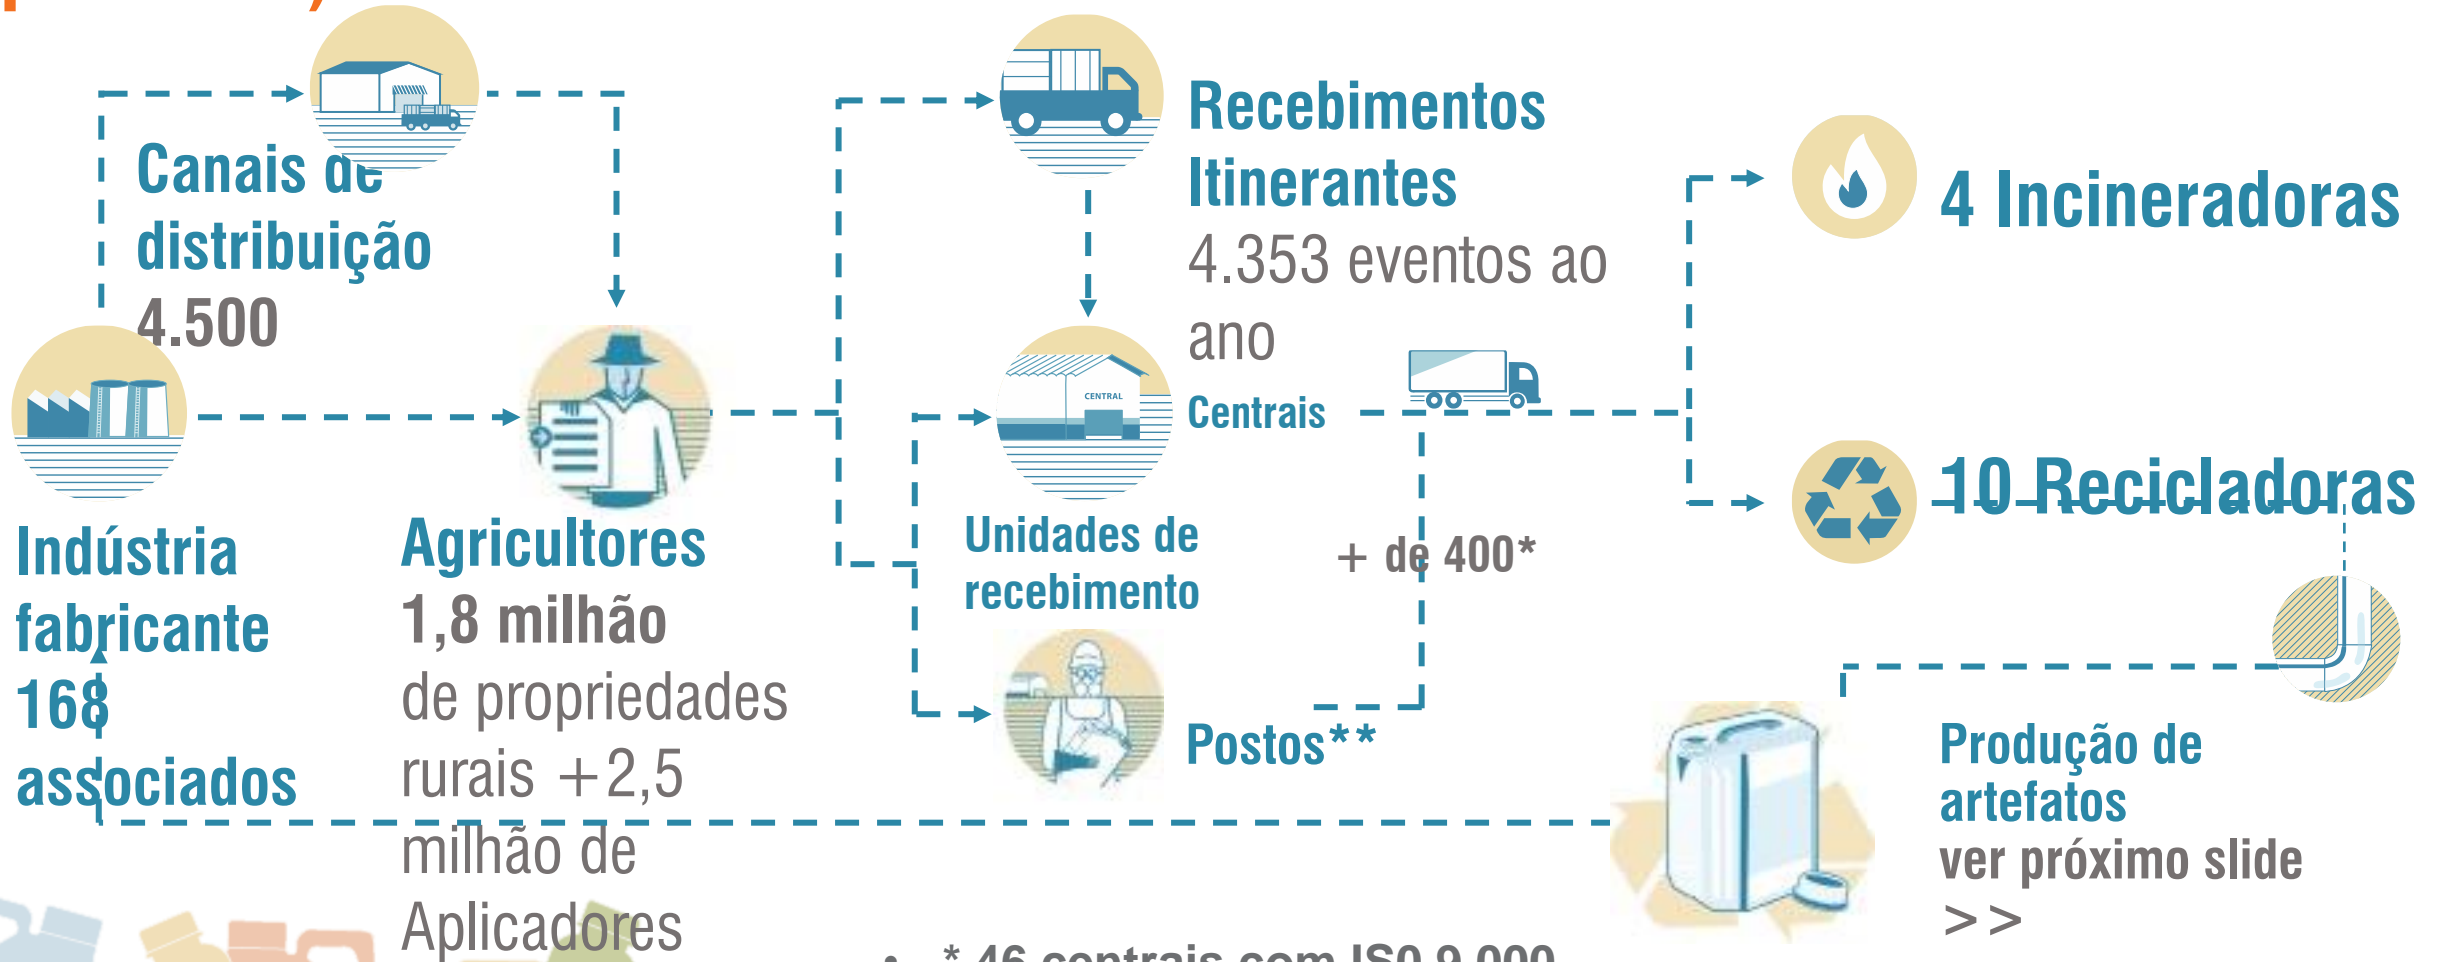 Canais de
distribuição
4.500
Indústria
fabricante
168
associados
Agricultores
1,8 milhão
de propriedades
rurais +2,5
milhão de
Aplicadores
Recebimentos
Itinerantes
4.353 eventos ao
ano
CENTRAL
Centrais
Unidades de
recebimento
+ de 400*
Postos**
4 Incineradoras
10 Recicladoras
Produção de
artefatos
ver próximo slide
>>
• * 46 centrais com IS0 9.000